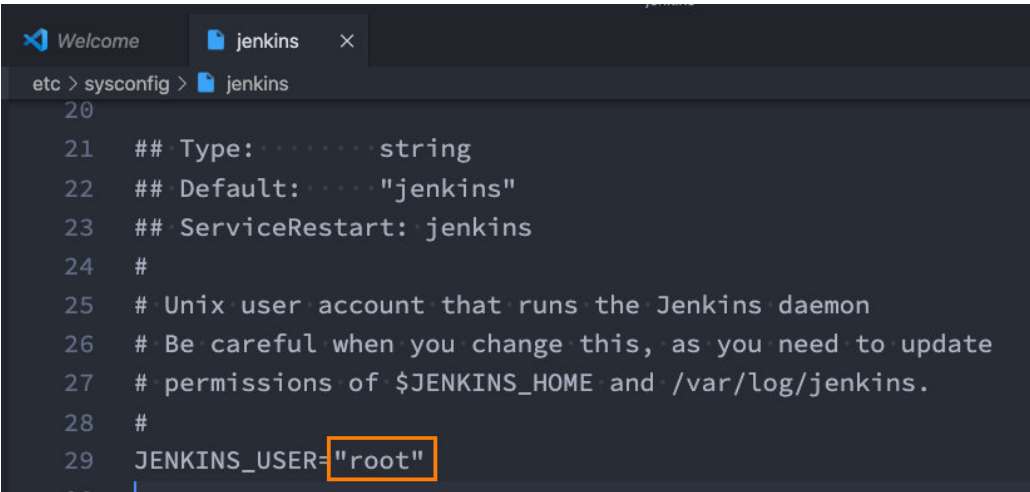 Welcome jenkins ×
etc > sysconfig > jenkins
20
21 ## Type: string
22 ## Default: "jenkins"
23 ## ServiceRestart: jenkins
24 #
25 # Unix user account that runs the Jenkins daemon
26 # Be careful when you change this, as you need to update
27 # permissions of $JENKINS_HOME and /var/log/jenkins.
28 #
29 JENKINS_USER="root"